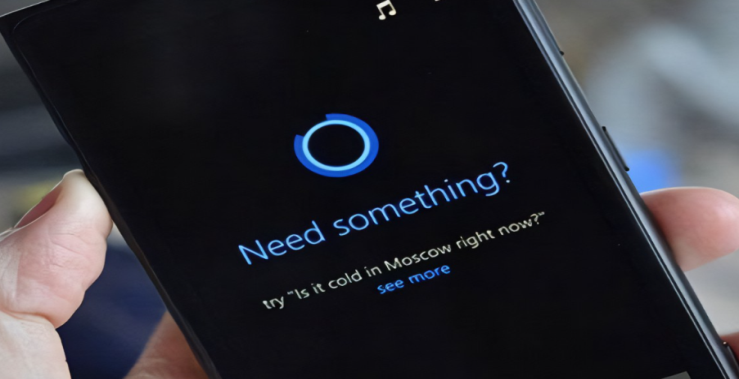 Need something?
try "Is it cold in Moscow right now?"
see more